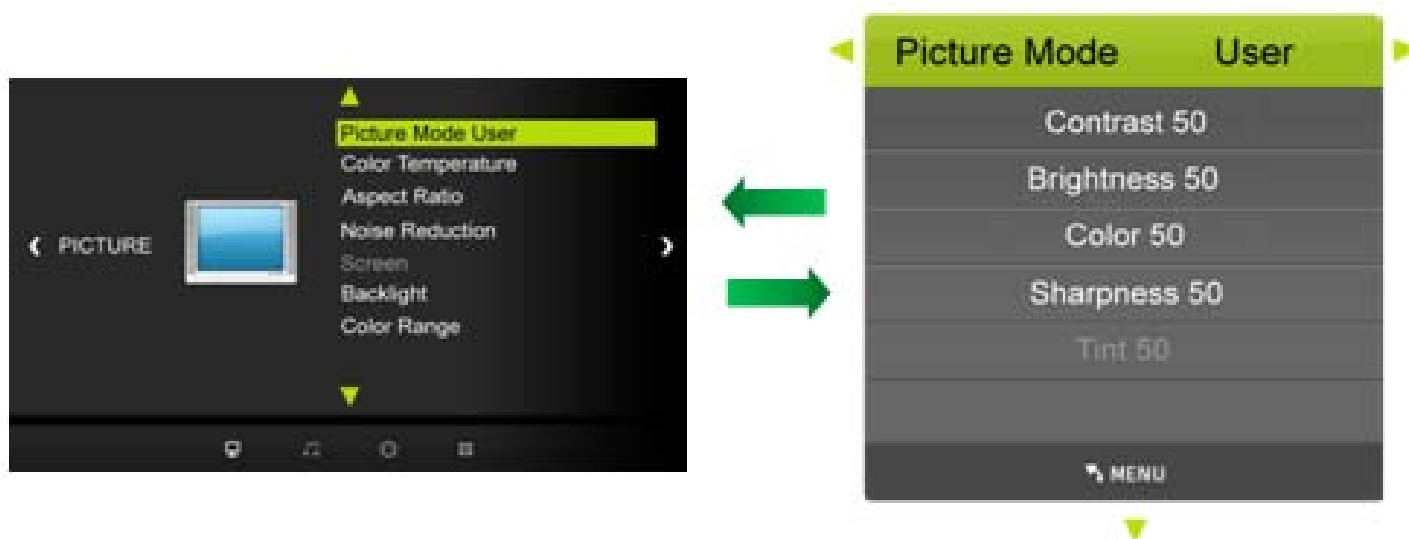 PICTURE
Picture Mode User
Color Temperature
Aspect Ratio
Noise Reduction
Screen
Backlight
Color Range
Picture Mode User
Contrast 50
Brightness 50
Color 50
Sharpness 50
Tint 50
MENU